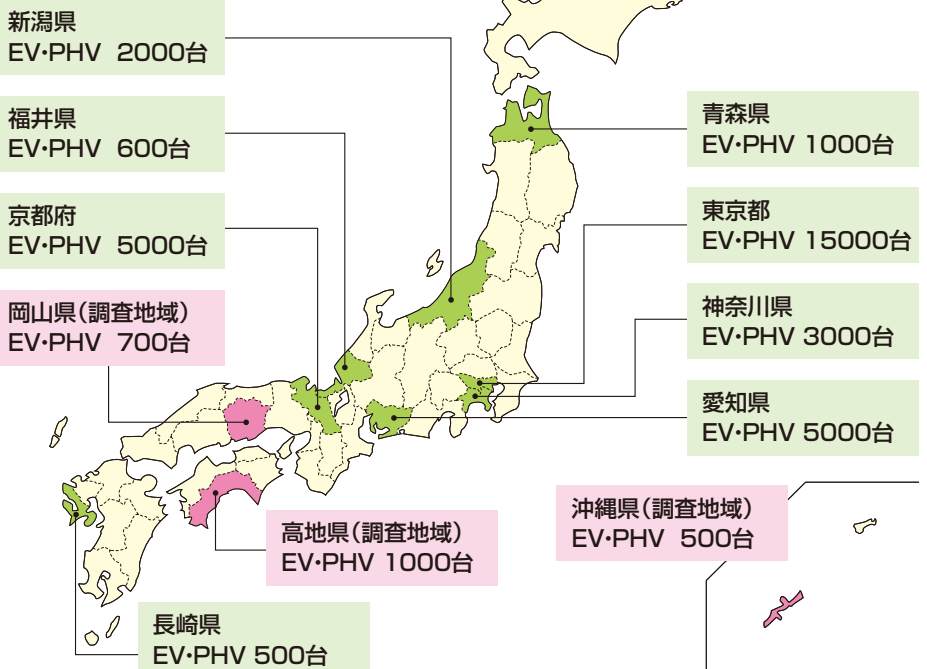 新潟県
EV・PHV 2000台
福井県
EV・PHV 600台
京都府
EV・PHV 5000台
岡山県(調査地域)
EV・PHV 700台
青森県
EV・PHV 1000台
東京都
EV・PHV 15000台
神奈川県
EV・PHV 3000台
愛知県
EV・PHV 5000台
沖縄県(調査地域)
EV・PHV 500台
高地県(調査地域)
EV・PHV 1000台
長崎県
EV・PHV 500台